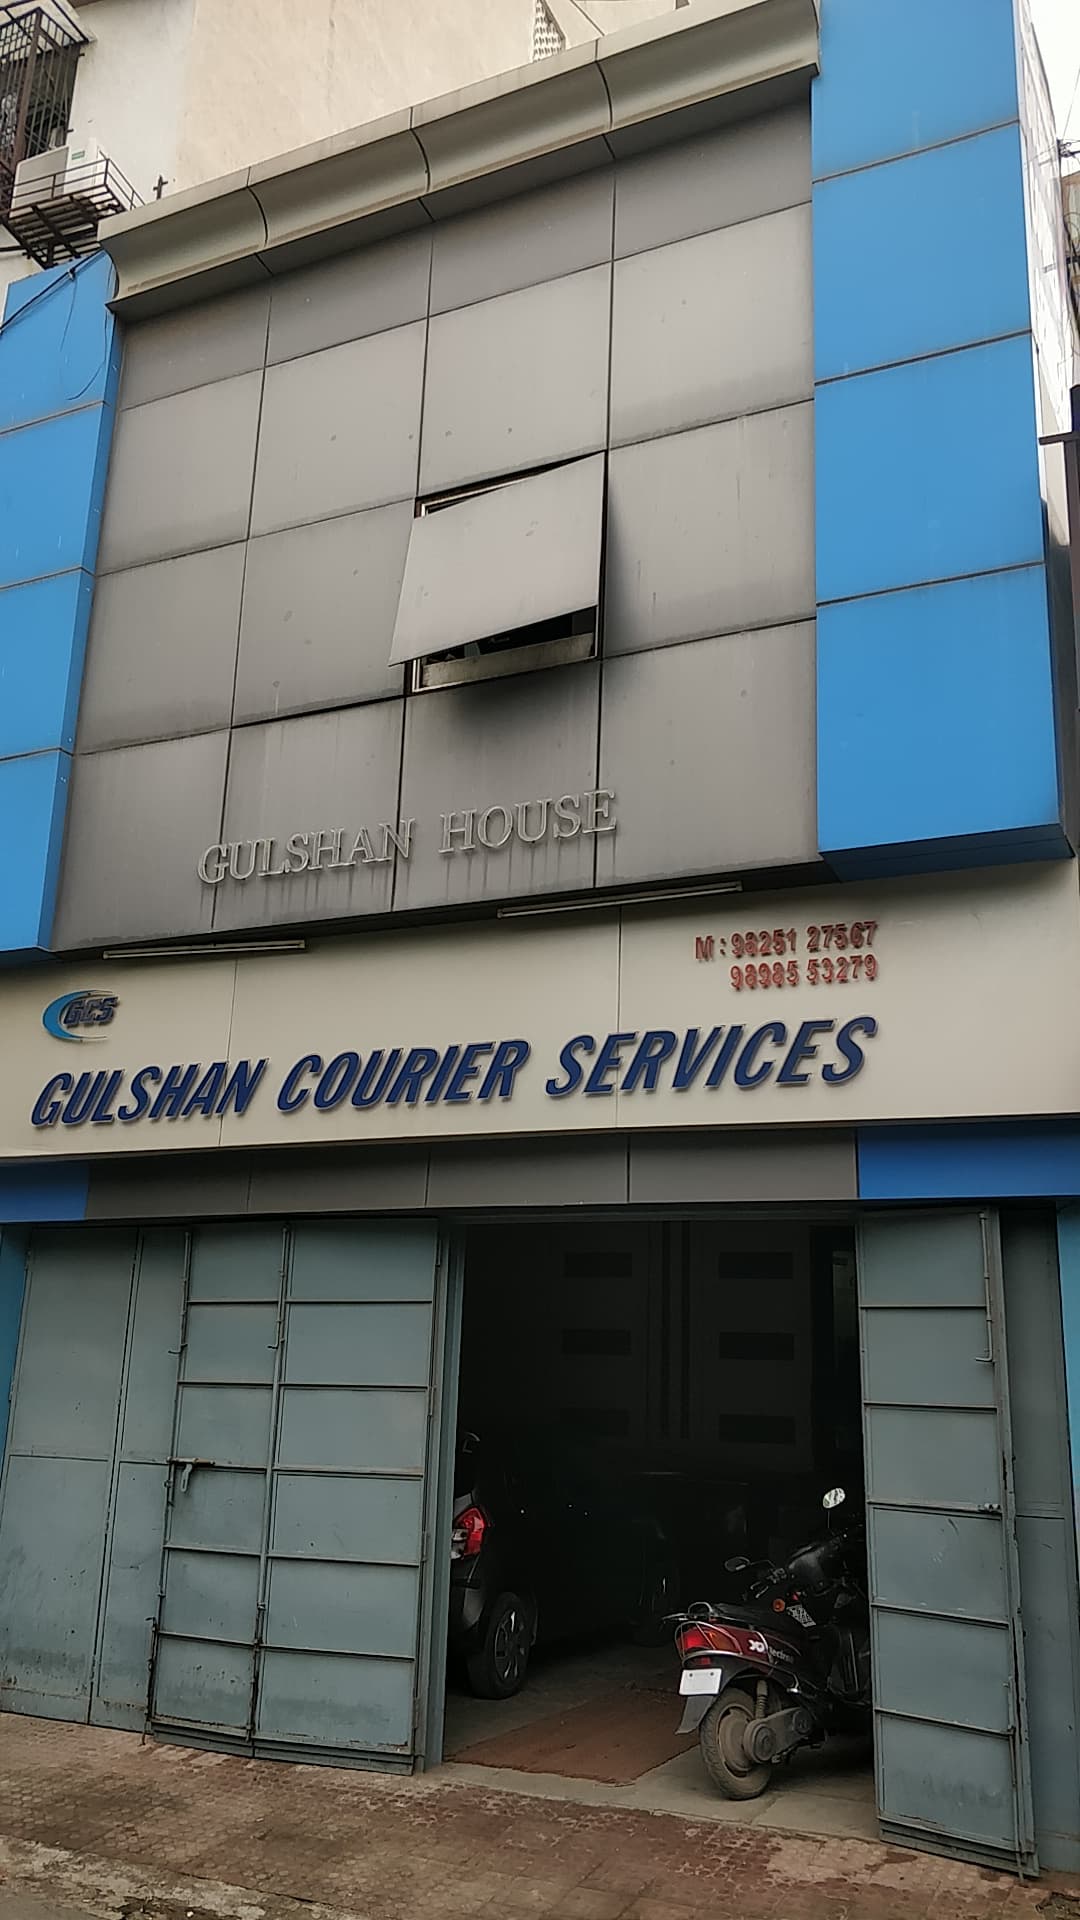 GULSHAN HOUSE
M : 98251 27567
98985 53279
GCS
GULSHAN COURIER SERVICES